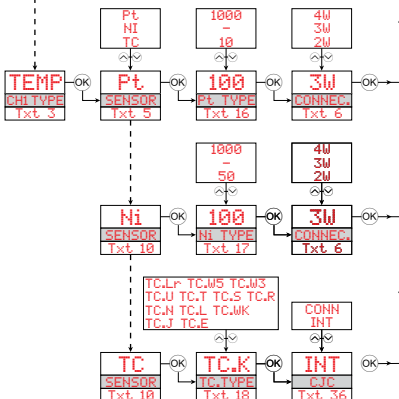 Pt
NI
TC
1000
-
10
4W
3W
2W
TEMP OK Pt OK 100 OK 3W OK
CH1 TYPE SENSOR Pt TYPE CONNEC.
Txt 3 Txt 5 Txt 16 Txt 6
1000
-
50
4W
3W
2W
Ni OK 100 OK 3W OK
SENSOR Ni TYPE CONNEC.
Txt 10 Txt 17 Txt 6
TC.Lr TC.W5 TC.W3
TC.U TC.T TC.S TC.R
TC.N TC.L TC.WK
TC.J TC.E
CONN
INT
TC OK TC.K OK INT OK
SENSOR TC.TYPE CJC
Txt 10 Txt 18 Txt 36